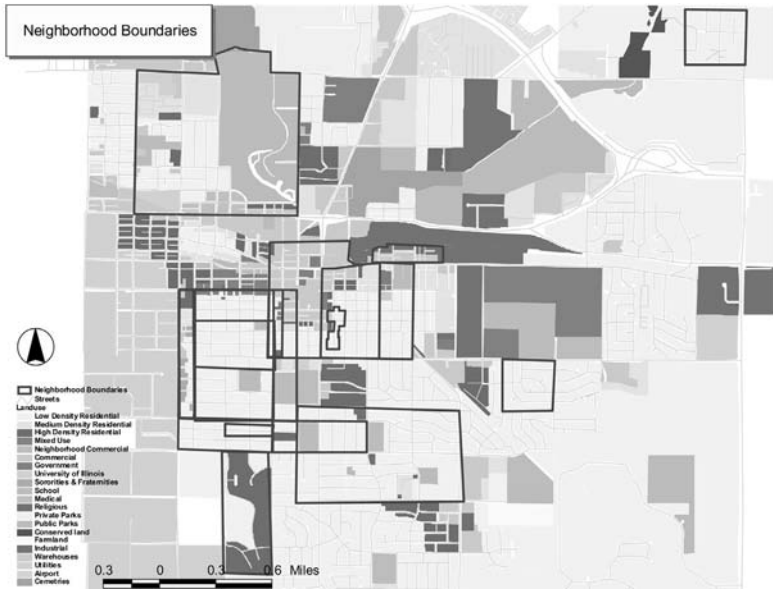 Neighborhood Boundaries
Neighborhood Boundaries
Streets
Landuse
Low Density Residential
Medium Density Residential
High Density Residential
Mixed Use
Neighborhood Commercial
Commercial
Government
University of Illinois
Sororities & Fraternities
School
Medical
Religious
Private Parks
Public Parks
Conserved land
Farmland
Industrial
Warehouses
Utilities
Airport
Cemetries
0.3 0 0.3 0.6 Miles